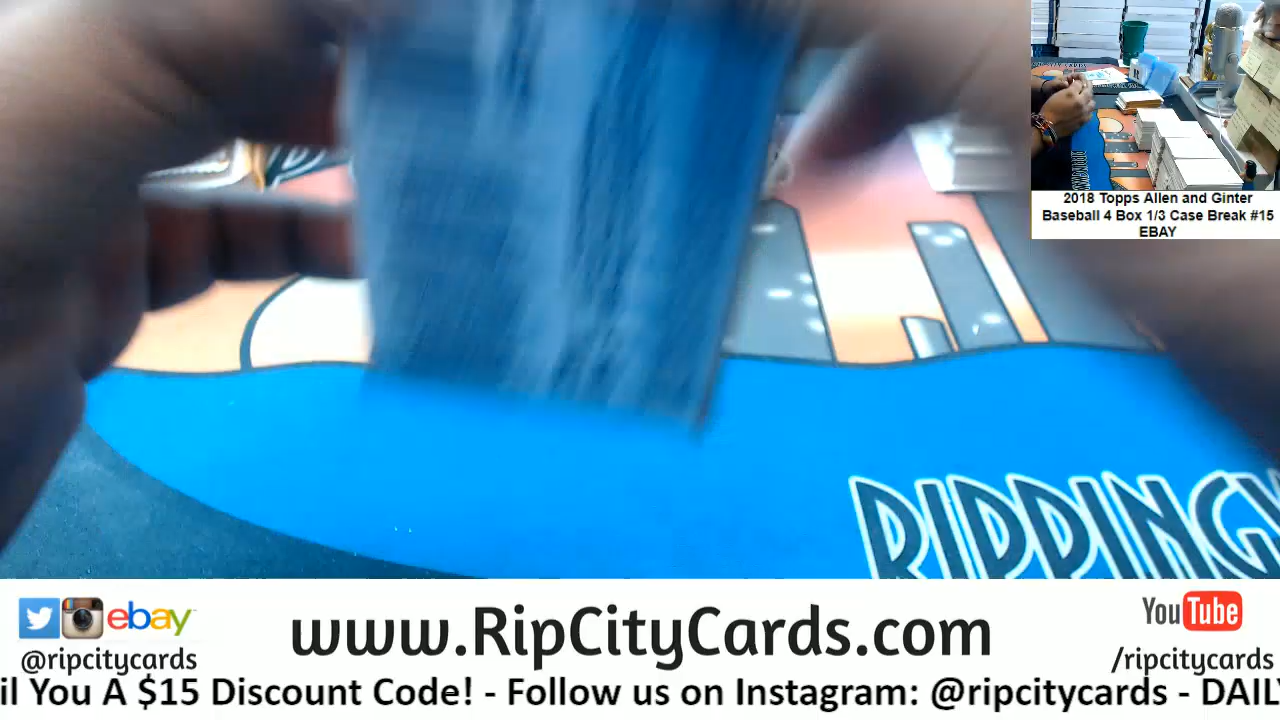 2018 Topps Allen and Ginter
Baseball 4 Box 1/3 Case Break #15
EBAY
RIPPING
ebay
@ripcitycards
www.RipCityCards.com
YouTube
/ripcitycards
il You A $15 Discount Code! - Follow us on Instagram: @ripcitycards - DAILY